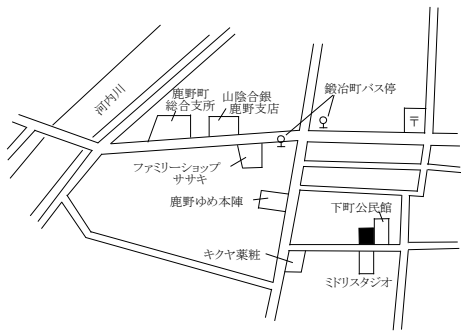 河内川
鹿野町
総合支所
山陰合銀
鹿野支店
鍛冶町バス停
〒
ファミリーショップ
ササキ
鹿野ゆめ本陣
下町公民館
キクヤ薬粧
ミドリスタジオ